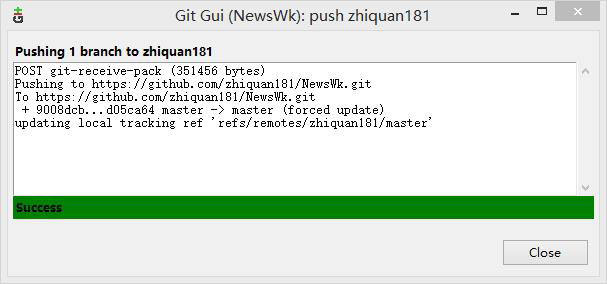 Git Gui (NewsWk): push zhiquan181
Pushing 1 branch to zhiquan181
POST git-receive-pack (351456 bytes)
Pushing to https://github.com/zhiquan181/NewsWk.git
To https://github.com/zhiquan181/NewsWk.git
+ 9008dcb...d05ca64 master -> master (forced update)
updating local tracking ref 'refs/remotes/zhiquan181/master'
Success
Close